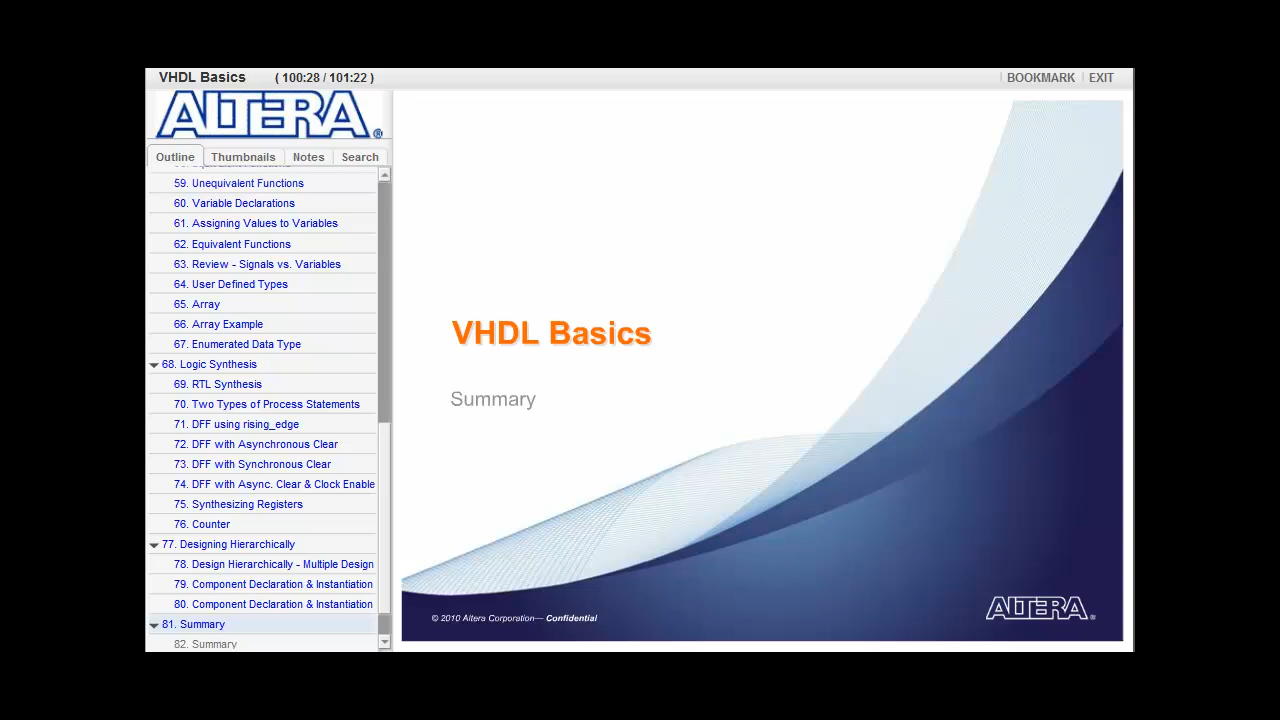 VHDL Basics ( 100:28 / 101:22 )
BOOKMARK EXIT
ALTERA®
Outline Thumbnails Notes Search
59. Unequivalent Functions
60. Variable Declarations
61. Assigning Values to Variables
62. Equivalent Functions
63. Review - Signals vs. Variables
64. User Defined Types
65. Array
66. Array Example
67. Enumerated Data Type
68. Logic Synthesis
69. RTL Synthesis
70. Two Types of Process Statements
71. DFF using rising_edge
72. DFF with Asynchronous Clear
73. DFF with Synchronous Clear
74. DFF with Async. Clear & Clock Enable
75. Synthesizing Registers
76. Counter
77. Designing Hierarchically
78. Design Hierarchically - Multiple Design
79. Component Declaration & Instantiation
80. Component Declaration & Instantiation
81. Summary
82. Summary
VHDL Basics
Summary
© 2010 Altera Corporation— Confidential
ALTERA®